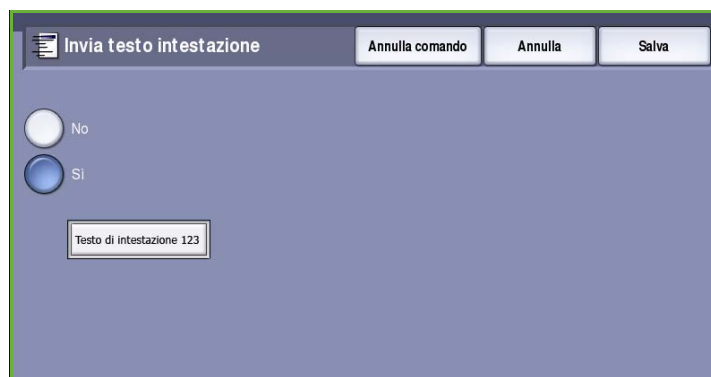 Invia testo intestazione
Annulla comando
Annulla
Salva
No
Sì
Testo di intestazione 123